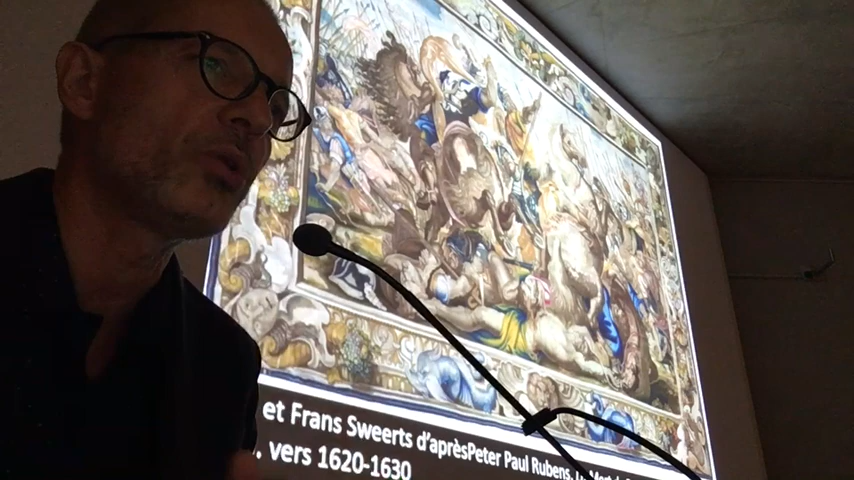 et Frans Sweerts d'aprèsPeter Paul Rubens,
. vers 1620-1630